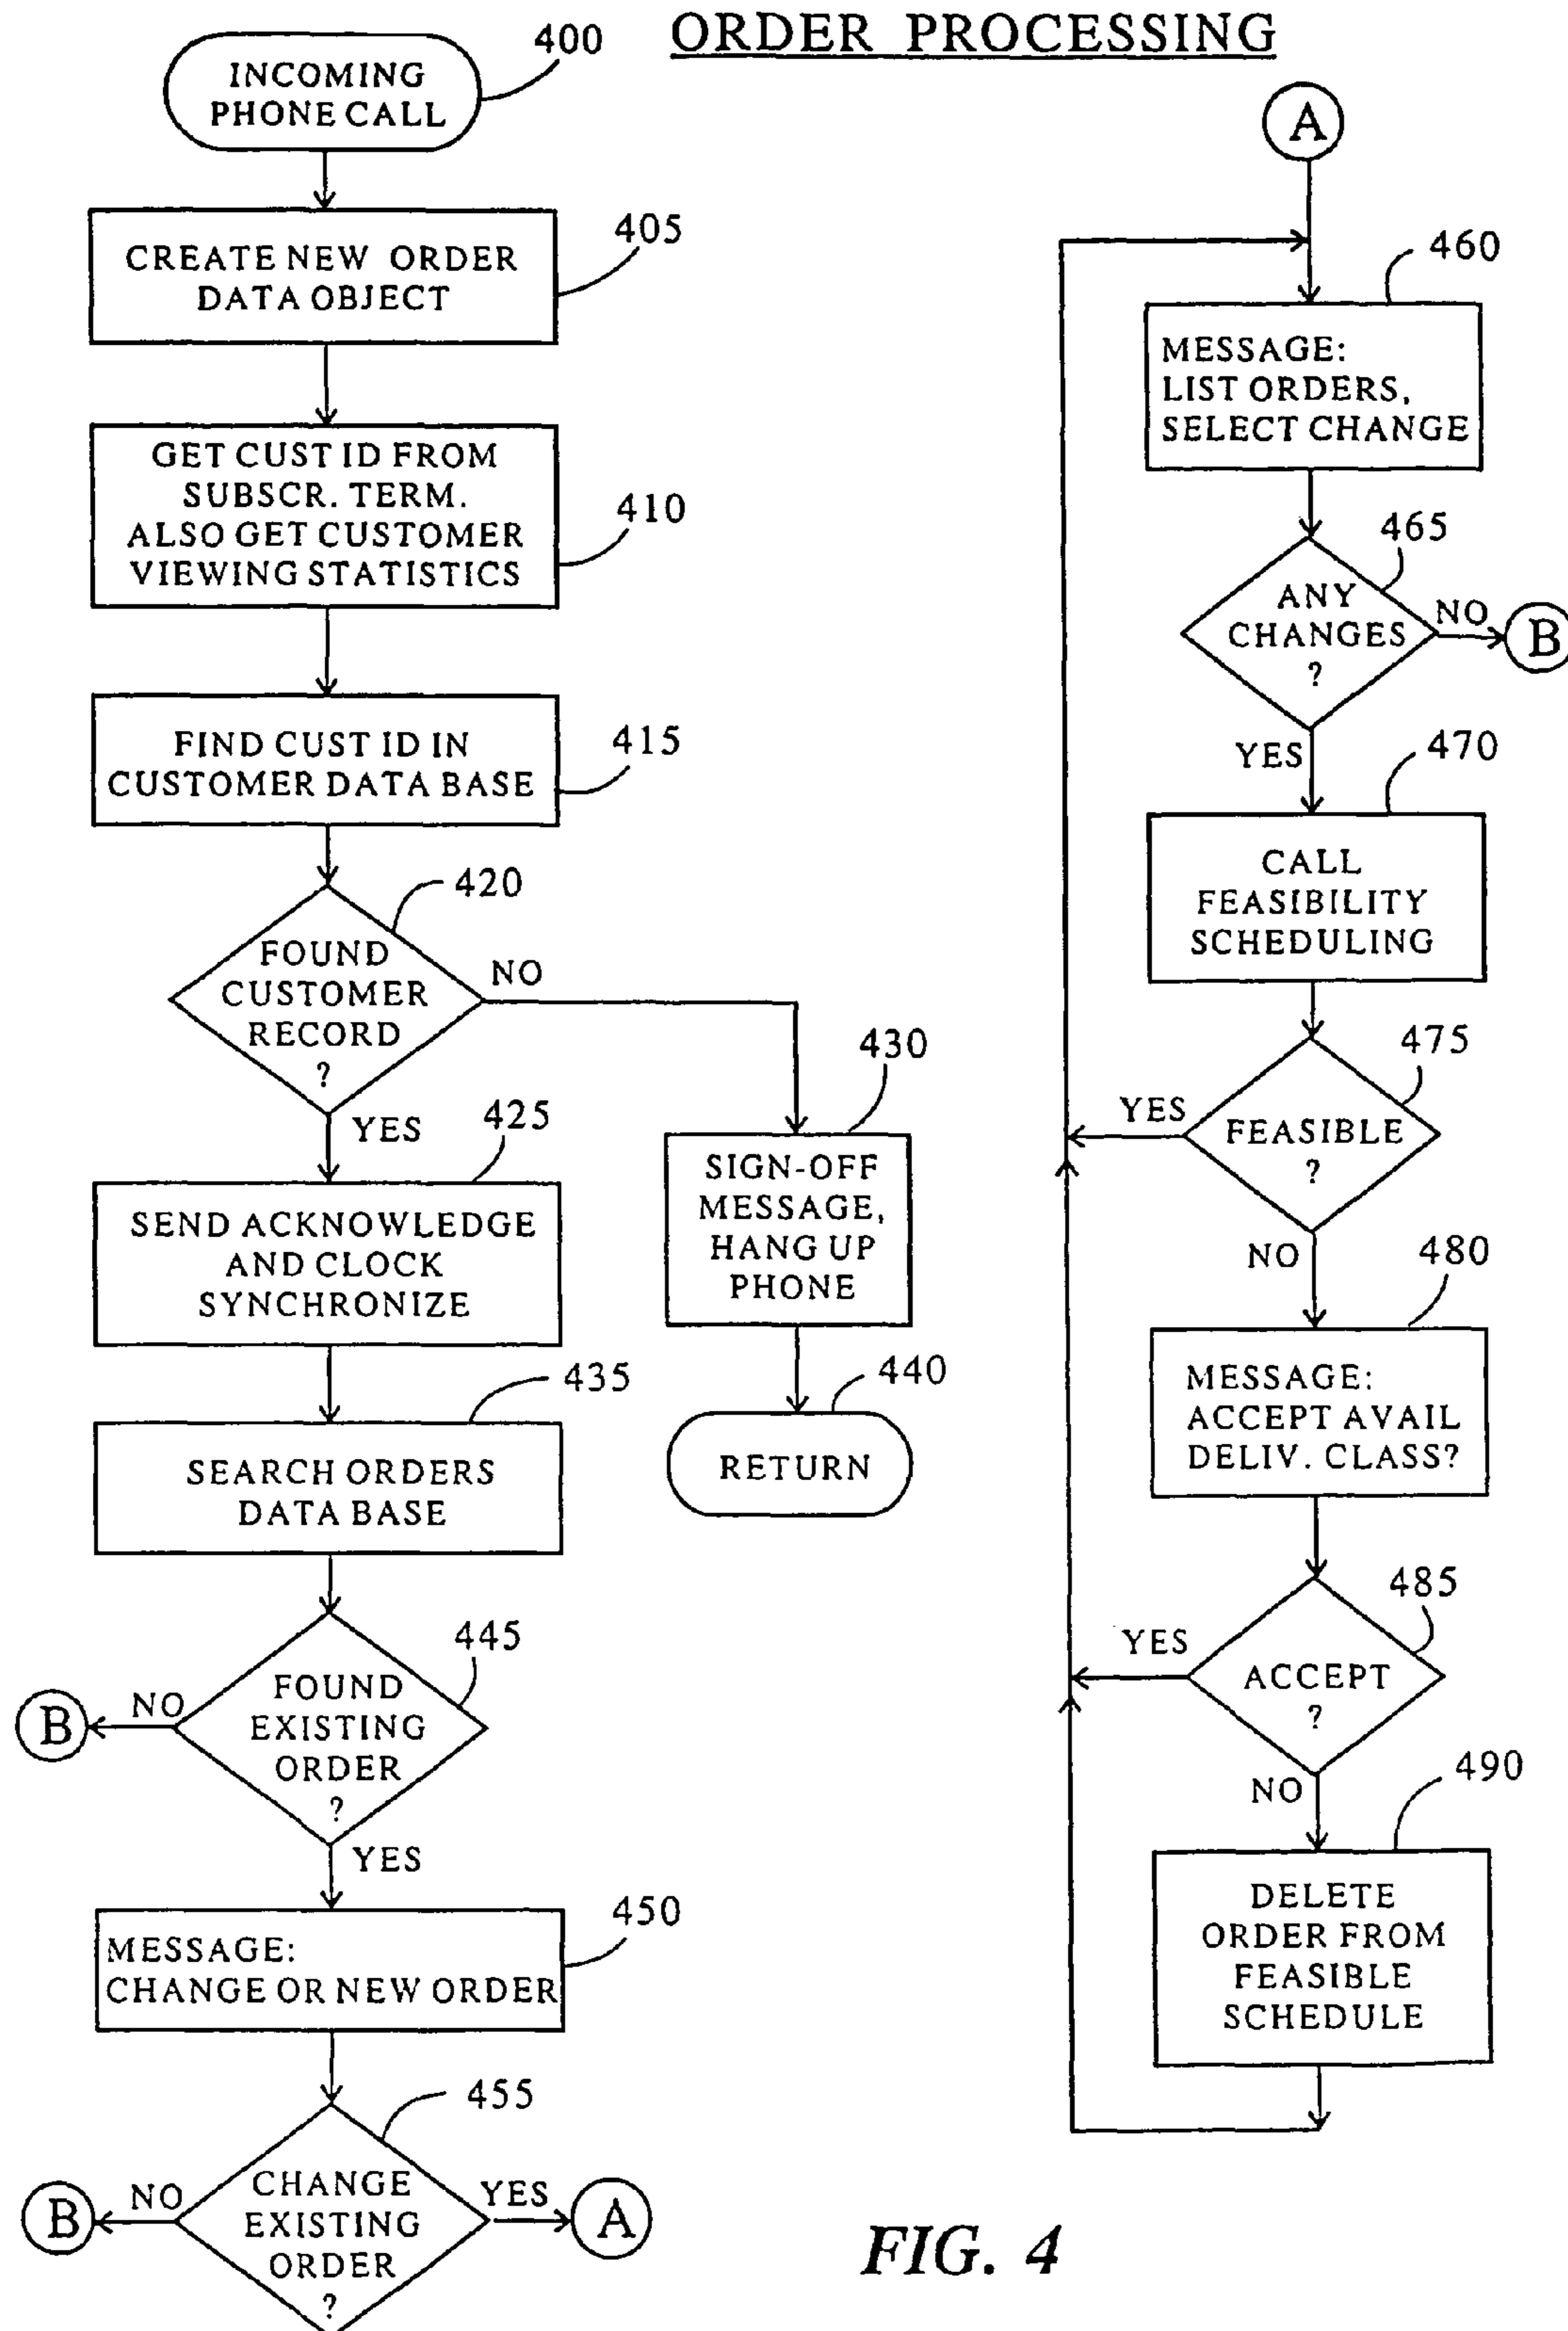 ORDER PROCESSING
400
INCOMING
PHONE CALL
405
CREATE NEW ORDER
DATA OBJECT
GET CUST ID FROM
SUBSCR. TERM.
ALSO GET CUSTOMER
VIEWING STATISTICS
410
FIND CUST ID IN
CUSTOMER DATA BASE
415
420
FOUND
CUSTOMER
RECORD
?
NO
YES
425
SEND ACKNOWLEDGE
AND CLOCK
SYNCHRONIZE
430
SIGN-OFF
MESSAGE,
HANG UP
PHONE
440
RETURN
435
SEARCH ORDERS
DATA BASE
445
FOUND
EXISTING
ORDER
?
NO
B
YES
450
MESSAGE:
CHANGE OR NEW ORDER
455
CHANGE
EXISTING
ORDER
?
NO
B
YES
A
A
460
MESSAGE:
LIST ORDERS,
SELECT CHANGE
465
ANY
CHANGES
?
NO
B
YES
470
CALL
FEASIBILITY
SCHEDULING
475
FEASIBLE
?
YES
NO
480
MESSAGE:
ACCEPT AVAIL
DELIV. CLASS?
485
ACCEPT
?
YES
NO
490
DELETE
ORDER FROM
FEASIBLE
SCHEDULE
FIG. 4